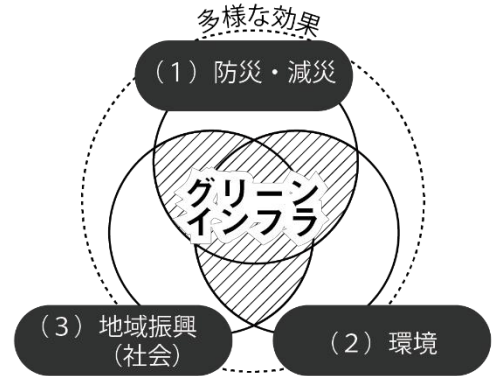 多様な効果
（1）防災・減災
グリーン
インフラ
（3）地域振興
（社会）
（2）環境